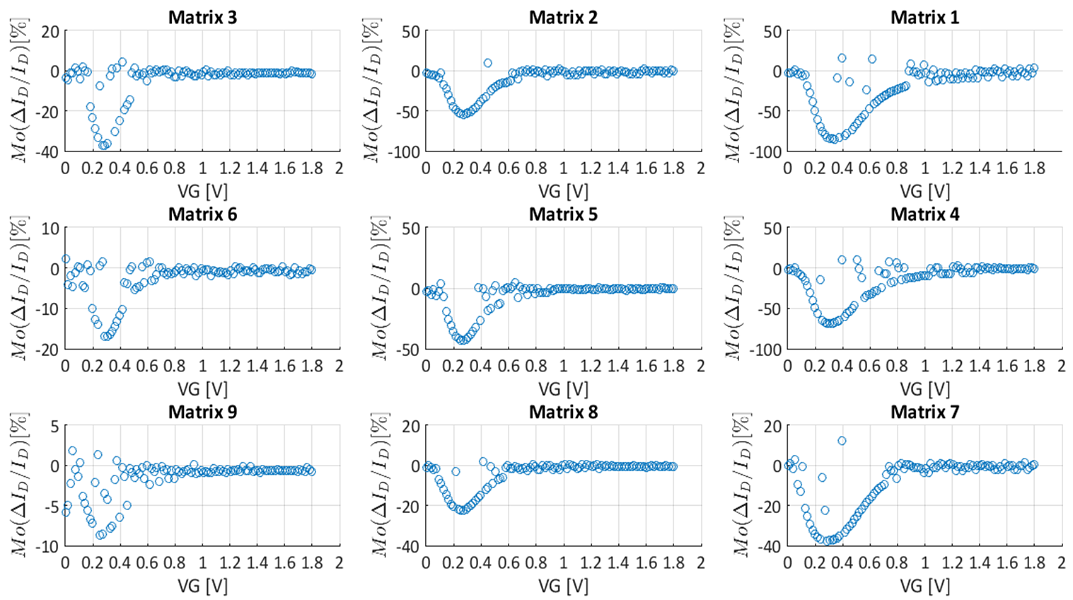 Matrix 3 Matrix 2 Matrix 1
Mo(ΔI_D/I_D)[%] Mo(ΔI_D/I_D)[%] Mo(ΔI_D/I_D)[%]
20 50 50
0 0 0
-20 -50 -50
-40 -100 -100
0 0.2 0.4 0.6 0.8 1 1.2 1.4 1.6 1.8 2 0 0.2 0.4 0.6 0.8 1 1.2 1.4 1.6 1.8 2 0 0.2 0.4 0.6 0.8 1 1.2 1.4 1.6 1.8 2
VG [V] VG [V] VG [V]
Matrix 6 Matrix 5 Matrix 4
Mo(ΔI_D/I_D)[%] Mo(ΔI_D/I_D)[%] Mo(ΔI_D/I_D)[%]
10 50 50
0 0 0
-10 -50
-20 -50 -100
0 0.2 0.4 0.6 0.8 1 1.2 1.4 1.6 1.8 2 0 0.2 0.4 0.6 0.8 1 1.2 1.4 1.6 1.8 2 0 0.2 0.4 0.6 0.8 1 1.2 1.4 1.6 1.8 2
VG [V] VG [V] VG [V]
Matrix 9 Matrix 8 Matrix 7
Mo(ΔI_D/I_D)[%] Mo(ΔI_D/I_D)[%] Mo(ΔI_D/I_D)[%]
5 20 20
0 0 0
-5 -20 -20
-10 -40 -40
0 0.2 0.4 0.6 0.8 1 1.2 1.4 1.6 1.8 2 0 0.2 0.4 0.6 0.8 1 1.2 1.4 1.6 1.8 2 0 0.2 0.4 0.6 0.8 1 1.2 1.4 1.6 1.8 2
VG [V] VG [V] VG [V]